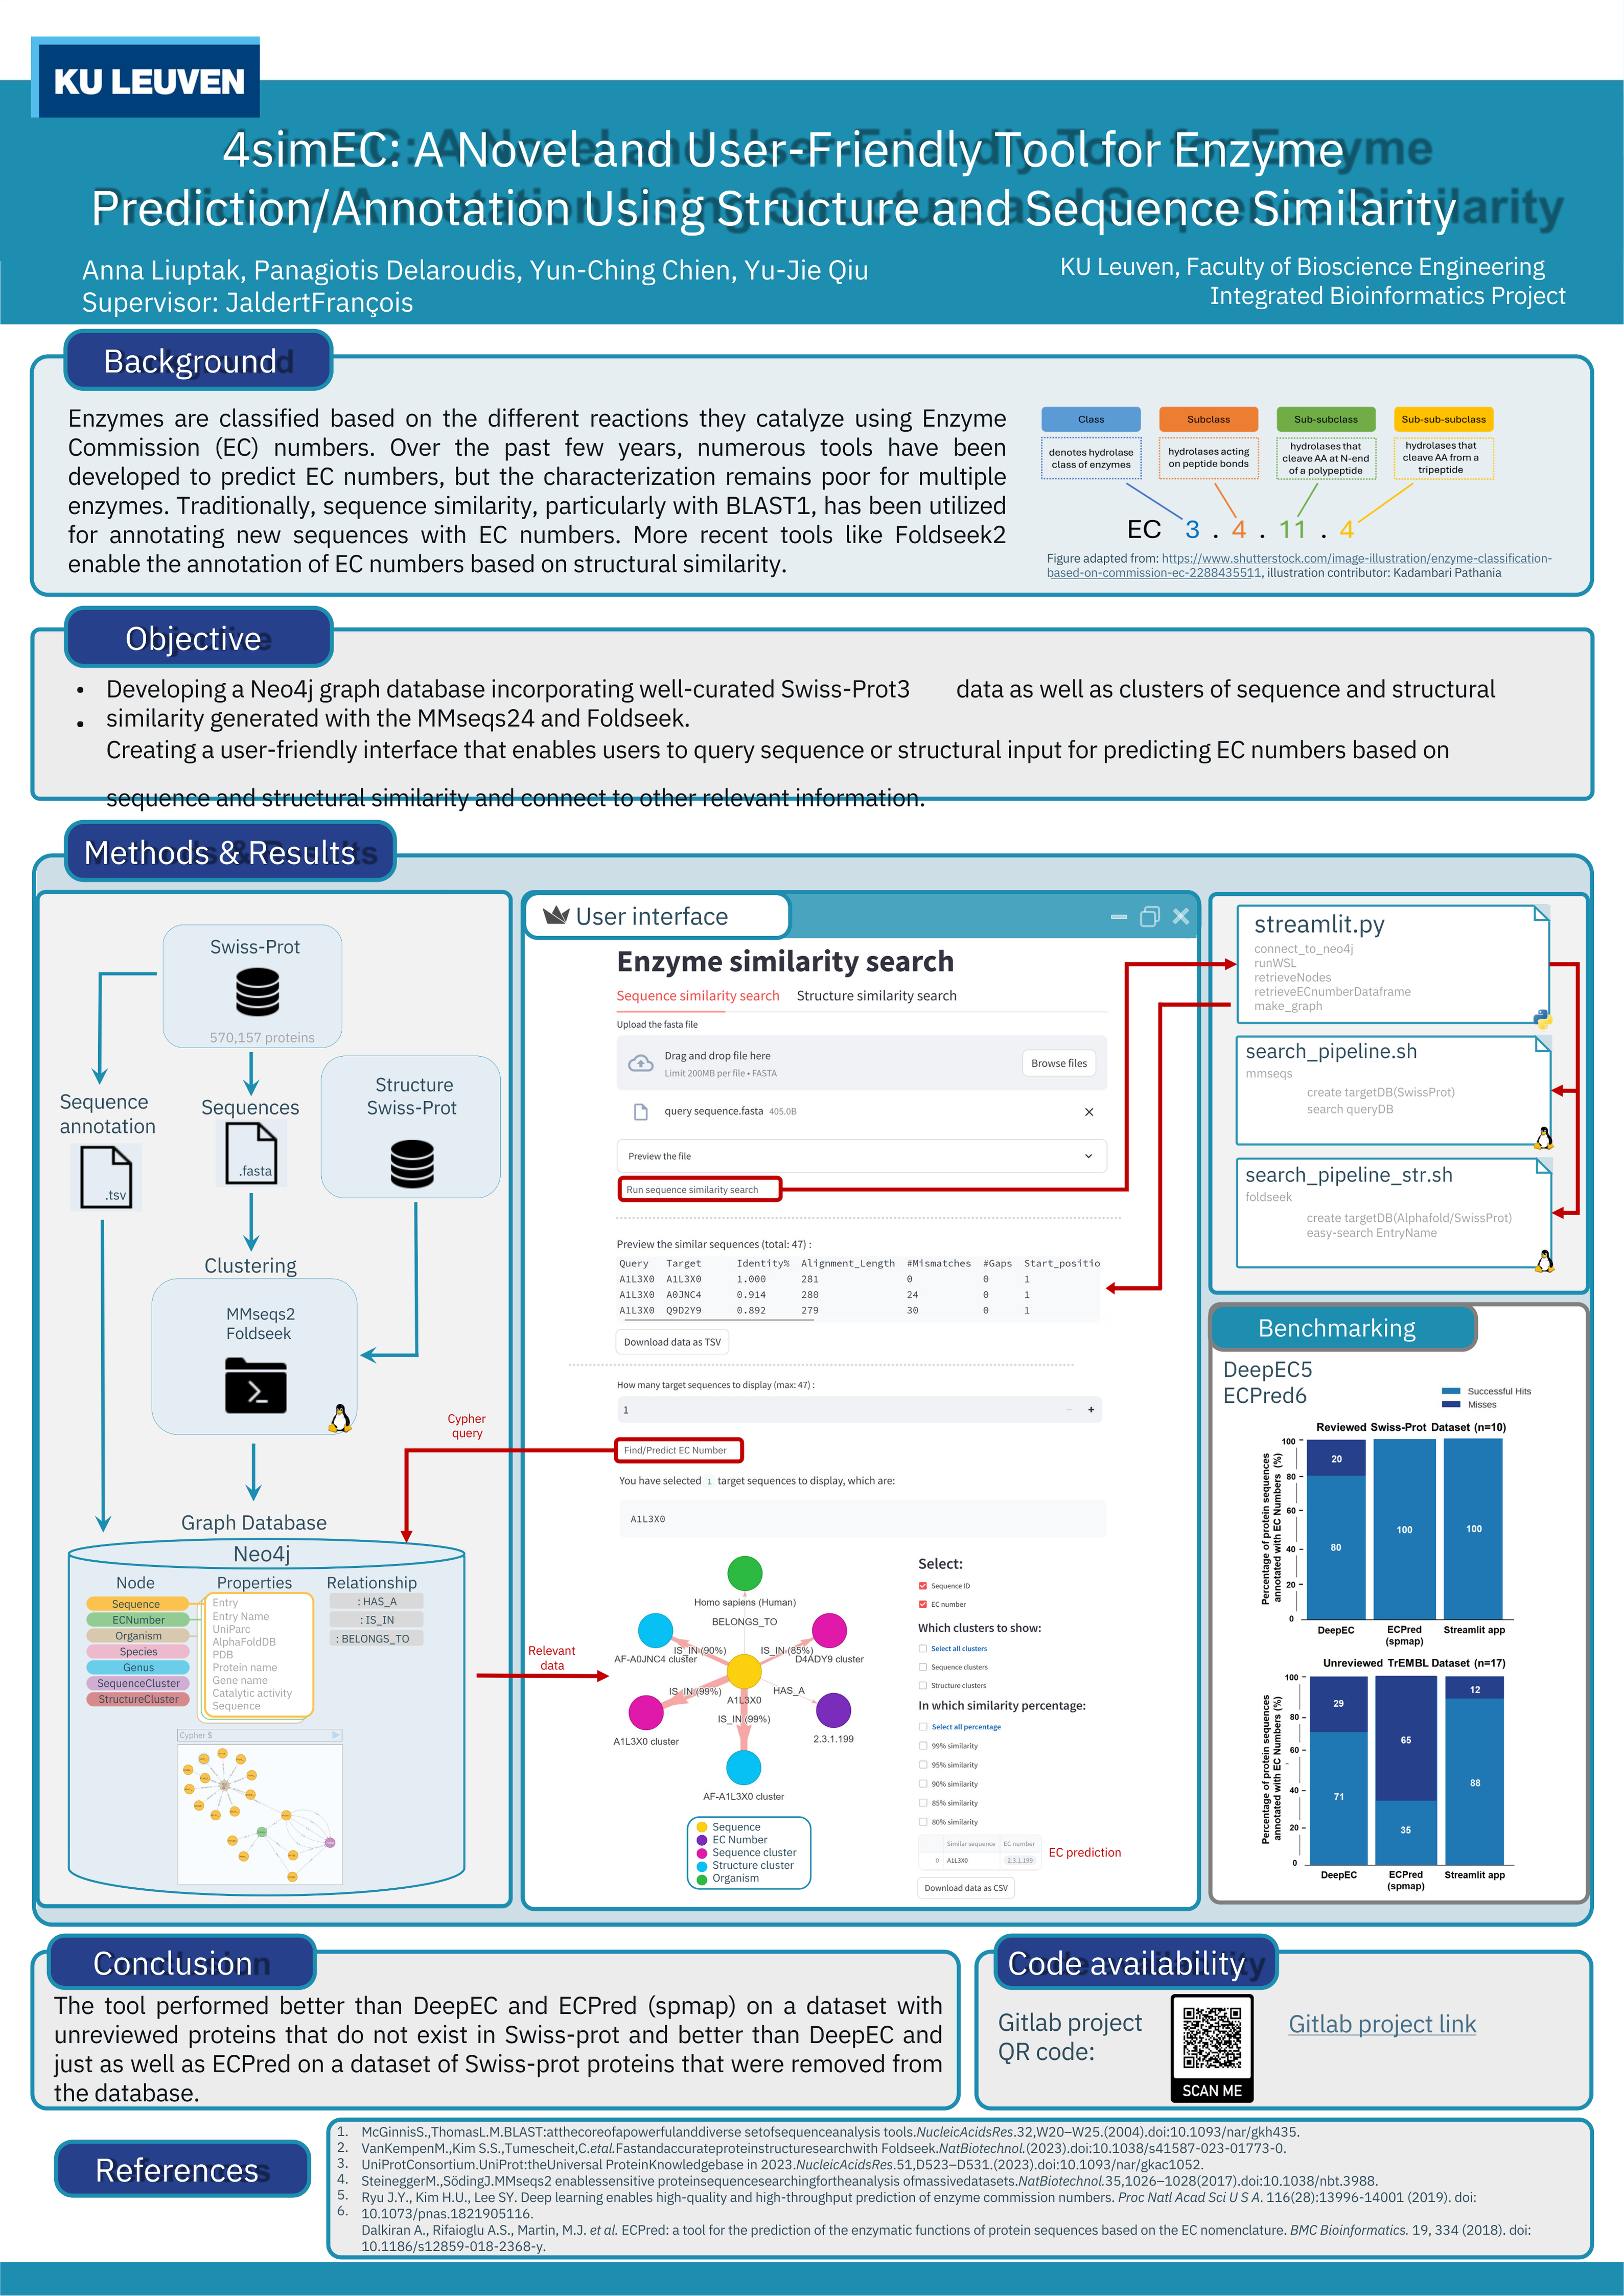 KU LEUVEN
4simEC: A Novel and User-Friendly Tool for Enzyme
Prediction/Annotation Using Structure and Sequence Similarity
Anna Liuptak, Panagiotis Delaroudis, Yun-Ching Chien, Yu-Jie Qiu
Supervisor: JaldertFrançois
KU Leuven, Faculty of Bioscience Engineering
Integrated Bioinformatics Project
Background
Enzymes are classified based on the different reactions they catalyze using Enzyme
Commission (EC) numbers. Over the past few years, numerous tools have been
developed to predict EC numbers, but the characterization remains poor for multiple
enzymes. Traditionally, sequence similarity, particularly with BLAST1, has been utilized
for annotating new sequences with EC numbers. More recent tools like Foldseek2
enable the annotation of EC numbers based on structural similarity.
Class
Subclass
Sub-subclass
Sub-sub-subclass
denotes hydrolase
class of enzymes
hydrolases acting
on peptide bonds
hydrolases that
cleave AA at N-end
of a polypeptide
hydrolases that
cleave AA from a
tripeptide
EC 3 . 4 . 11 . 4
Figure adapted from: https://www.shutterstock.com/image-illustration/enzyme-classification-
based-on-commission-ec-2288435511, illustration contributor: Kadambari Pathania
Objective
• Developing a Neo4j graph database incorporating well-curated Swiss-Prot3 data as well as clusters of sequence and structural
• similarity generated with the MMseqs24 and Foldseek.
Creating a user-friendly interface that enables users to query sequence or structural input for predicting EC numbers based on
sequence and structural similarity and connect to other relevant information.
Methods & Results
Swiss-Prot
570,157 proteins
Structure
Swiss-Prot
Sequence
annotation
.tsv
Sequences
.fasta
Clustering
MMseqs2
Foldseek
Graph Database
Neo4j
Node
Sequence
ECNumber
Organism
Species
Genus
SequenceCluster
StructureCluster
Properties
Entry
Entry Name
UniParc
AlphaFoldDB
PDB
Protein name
Gene name
Catalytic activity
Sequence
Relationship
: HAS_A
: IS_IN
: BELONGS_TO
Cypher $
Cypher
query
Relevant
data
User interface
Enzyme similarity search
Sequence similarity search Structure similarity search
Upload the fasta file
Drag and drop file here
Limit 200MB per file • FASTA
Browse files
query sequence.fasta 405.0B
Preview the file
Run sequence similarity search
Preview the similar sequences (total: 47) :
Query Target Identity% Alignment_Length #Mismatches #Gaps Start_positio
A1L3X0 A1L3X0 1.000 281 0 0 1
A1L3X0 A0JNC4 0.914 280 24 0 1
A1L3X0 Q9D2Y9 0.892 279 30 0 1
Download data as TSV
How many target sequences to display (max: 47) :
1 − +
Find/Predict EC Number
You have selected 1 target sequences to display, which are:
A1L3X0
Homo sapiens (Human)
BELONGS_TO
IS_IN (90%)
IS_IN (85%)
AF-A0JNC4 cluster
D4ADY9 cluster
IS_IN (99%)
HAS_A
A1L3X0
IS_IN (99%)
A1L3X0 cluster
2.3.1.199
AF-A1L3X0 cluster
Sequence
EC Number
Sequence cluster
Structure cluster
Organism
Select:
Sequence ID
EC number
Which clusters to show:
Select all clusters
Sequence clusters
Structure clusters
In which similarity percentage:
Select all percentage
99% similarity
95% similarity
90% similarity
85% similarity
80% similarity
Similar sequence EC number
0 A1L3X0 2.3.1.199
EC prediction
Download data as CSV
streamlit.py
connect_to_neo4j
runWSL
retrieveNodes
retrieveECnumberDataframe
make_graph
search_pipeline.sh
mmseqs
create targetDB(SwissProt)
search queryDB
search_pipeline_str.sh
foldseek
create targetDB(Alphafold/SwissProt)
easy-search EntryName
Benchmarking
DeepEC5
ECPred6
Successful Hits
Misses
Reviewed Swiss-Prot Dataset (n=10)
Percentage of protein sequences
annotated with EC Numbers (%)
100
80
60
40
20
0
20
80
100
100
DeepEC
ECPred
(spmap)
Streamlit app
Unreviewed TrEMBL Dataset (n=17)
Percentage of protein sequences
annotated with EC Numbers (%)
100
80
60
40
20
0
29
71
65
35
12
88
DeepEC
ECPred
(spmap)
Streamlit app
Conclusion
The tool performed better than DeepEC and ECPred (spmap) on a dataset with
unreviewed proteins that do not exist in Swiss-prot and better than DeepEC and
just as well as ECPred on a dataset of Swiss-prot proteins that were removed from
the database.
Code availability
Gitlab project
QR code:
SCAN ME
Gitlab project link
References
1. McGinnisS.,ThomasL.M.BLAST:atthecoreofapowerfulanddiverse setofsequenceanalysis tools.NucleicAcidsRes.32,W20–W25.(2004).doi:10.1093/nar/gkh435.
2. VanKempenM.,Kim S.S.,Tumescheit,C.etal.Fastandaccurateproteinstructuresearchwith Foldseek.NatBiotechnol.(2023).doi:10.1038/s41587-023-01773-0.
3. UniProtConsortium.UniProt:theUniversal ProteinKnowledgebase in 2023.NucleicAcidsRes.51,D523–D531.(2023).doi:10.1093/nar/gkac1052.
4. SteineggerM.,SödingJ.MMseqs2 enablessensitive proteinsequencesearchingfortheanalysis ofmassivedatasets.NatBiotechnol.35,1026–1028(2017).doi:10.1038/nbt.3988.
5. Ryu J.Y., Kim H.U., Lee SY. Deep learning enables high-quality and high-throughput prediction of enzyme commission numbers. Proc Natl Acad Sci U S A. 116(28):13996-14001 (2019). doi:
6. 10.1073/pnas.1821905116.
Dalkiran A., Rifaioglu A.S., Martin, M.J. et al. ECPred: a tool for the prediction of the enzymatic functions of protein sequences based on the EC nomenclature. BMC Bioinformatics. 19, 334 (2018). doi:
10.1186/s12859-018-2368-y.